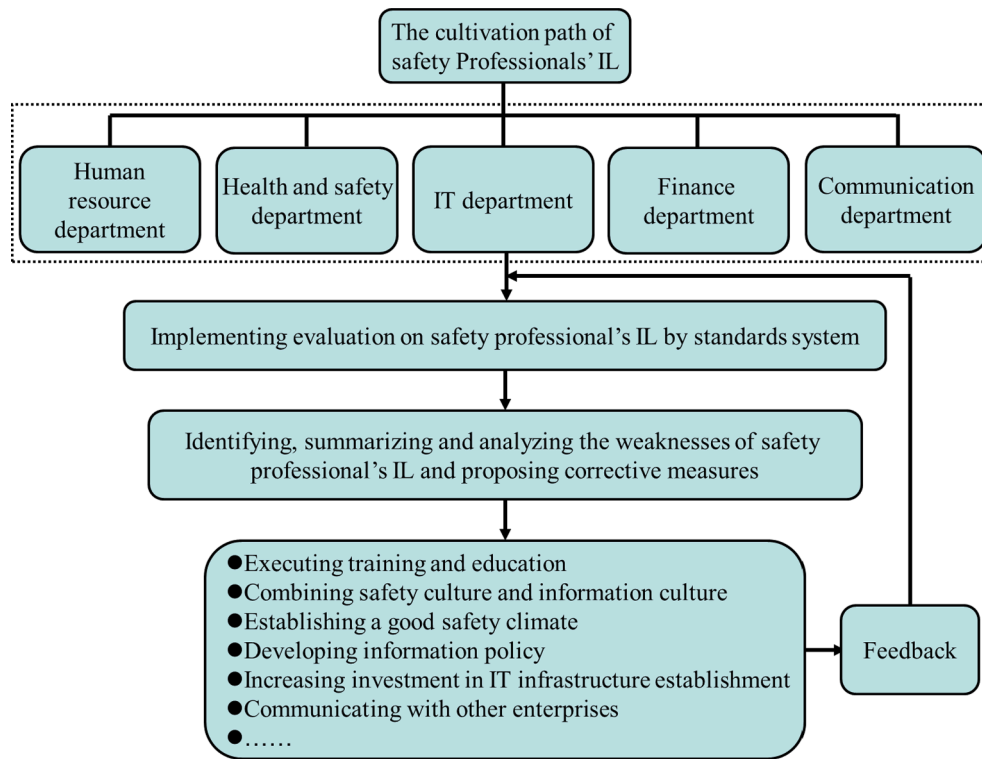 The cultivation path of
safety Professionals’ IL
Human
resource
department
Health and safety
department
IT department
Finance
department
Communication
department
Implementing evaluation on safety professional’s IL by standards system
Identifying, summarizing and analyzing the weaknesses of safety
professional’s IL and proposing corrective measures
●Executing training and education
●Combining safety culture and information culture
●Establishing a good safety climate
●Developing information policy
●Increasing investment in IT infrastructure establishment
●Communicating with other enterprises
●……
Feedback